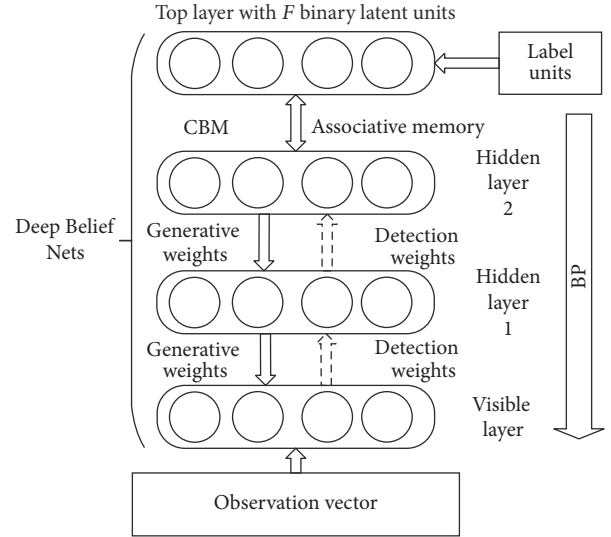 Top layer with F binary latent units
Label
units
CBM
Associative memory
Hidden
layer
2
Deep Belief
Nets
Generative
weights
Detection
weights
Hidden
layer
1
BP
Generative
weights
Detection
weights
Visible
layer
Observation vector